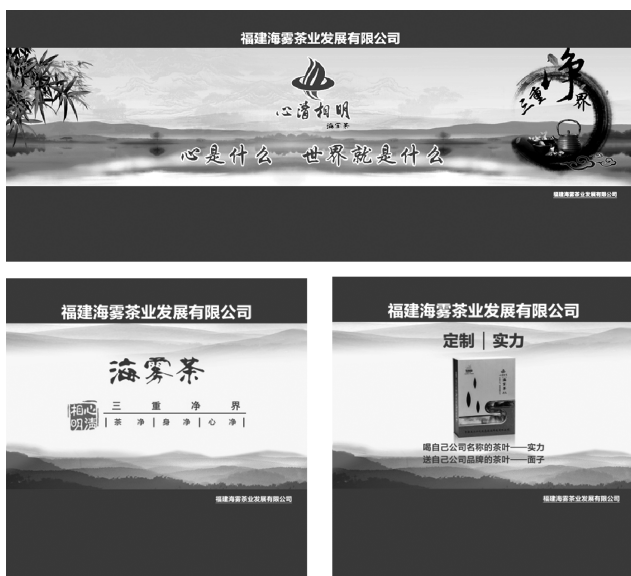 福建海雾茶业发展有限公司
心清相明
海雾茶
三重净界
心是什么 世界就是什么
福建海雾茶业发展有限公司
福建海雾茶业发展有限公司
海雾茶
三重净界
心清相明
茶净 身净 心净
福建海雾茶业发展有限公司
福建海雾茶业发展有限公司
定制 | 实力
海雾茶
喝自己公司名称的茶叶——实力
送自己公司品牌的茶叶——面子
福建海雾茶业发展有限公司